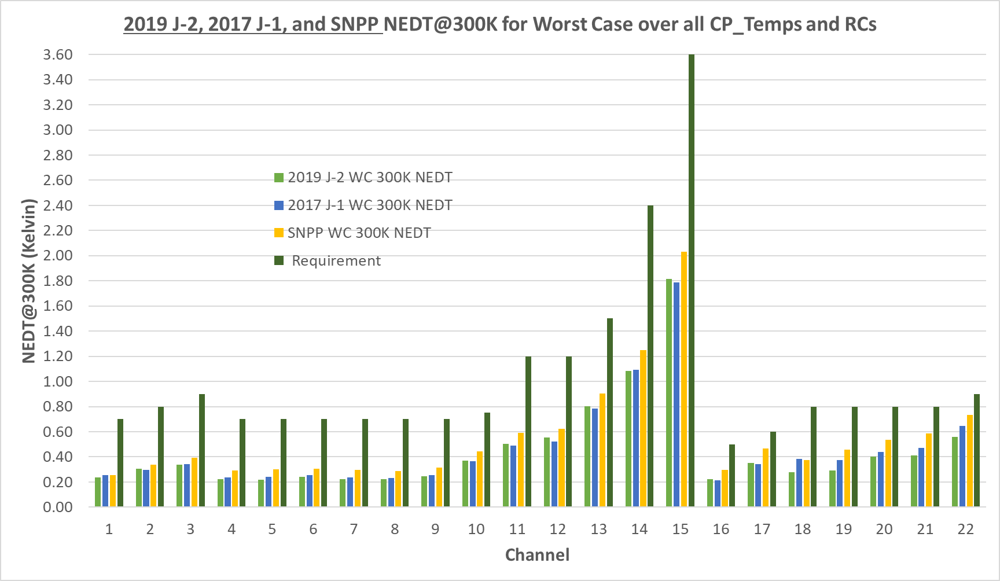 2019 J-2, 2017 J-1, and SNPP NEDT@300K for Worst Case over all CP_Temps and RCs
NEDT@300K (Kelvin)
3.60
3.40
3.20
3.00
2.80
2.60
2.40
2.20
2.00
1.80
1.60
1.40
1.20
1.00
0.80
0.60
0.40
0.20
0.00
2019 J-2 WC 300K NEDT
2017 J-1 WC 300K NEDT
SNPP WC 300K NEDT
Requirement
1 2 3 4 5 6 7 8 9 10 11 12 13 14 15 16 17 18 19 20 21 22
Channel